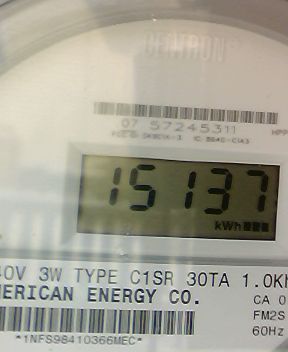 CENTRON
07 57245311
15137
kWh
40V 3W TYPE C1SR 30TA 1.0K
MERICAN ENERGY CO.
CA 0
FM2S
60Hz
*1NFS98410366MEC*